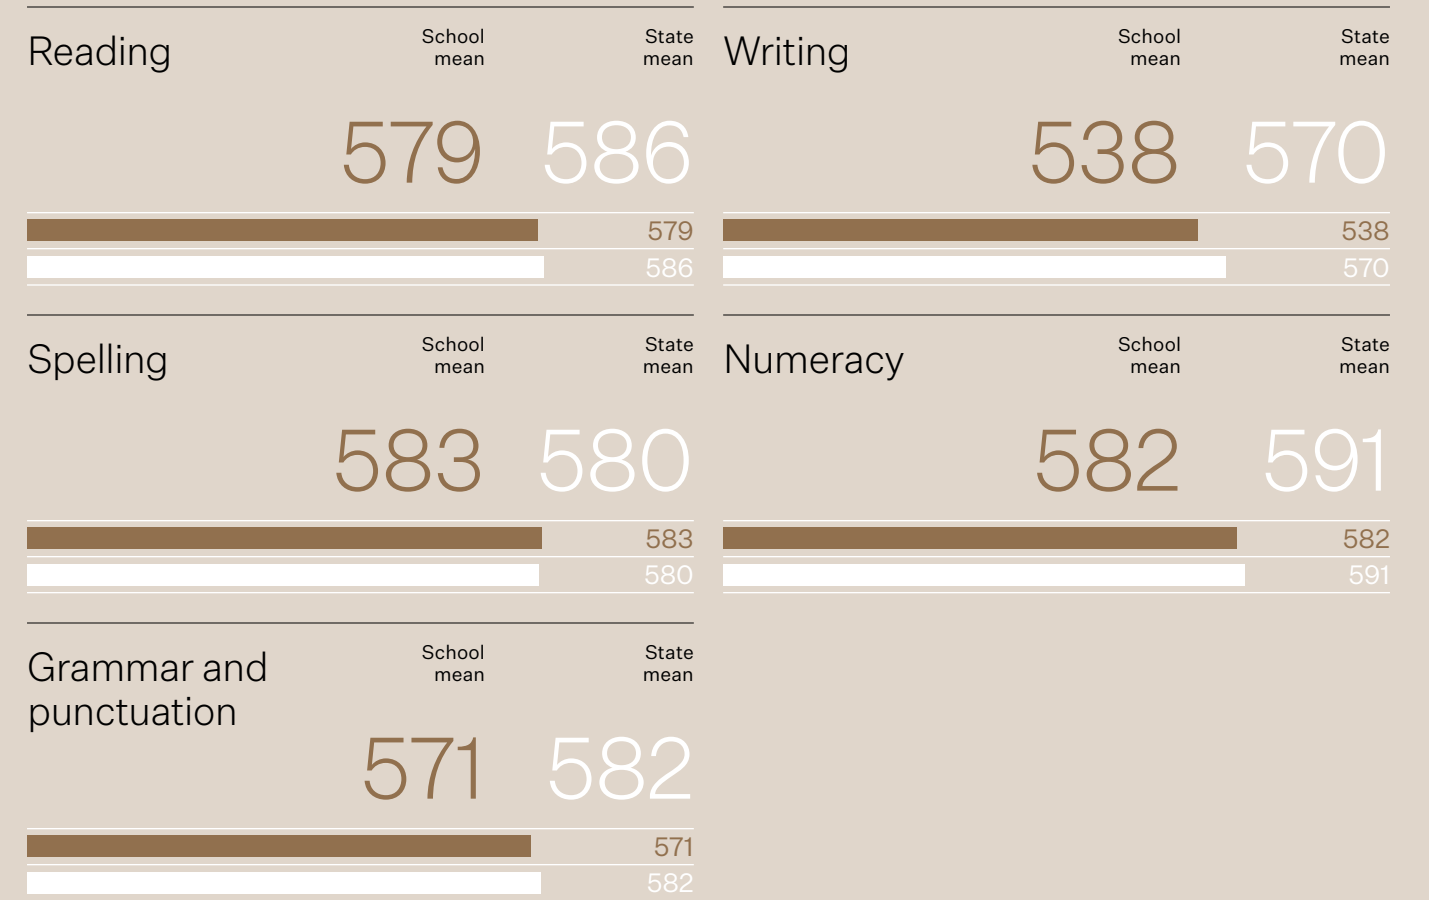 Reading
School
mean
State
mean
579
586
579
586
Writing
School
mean
State
mean
538
570
538
570
Spelling
School
mean
State
mean
583
580
583
580
Numeracy
School
mean
State
mean
582
591
582
591
Grammar and
punctuation
School
mean
State
mean
571
582
571
582